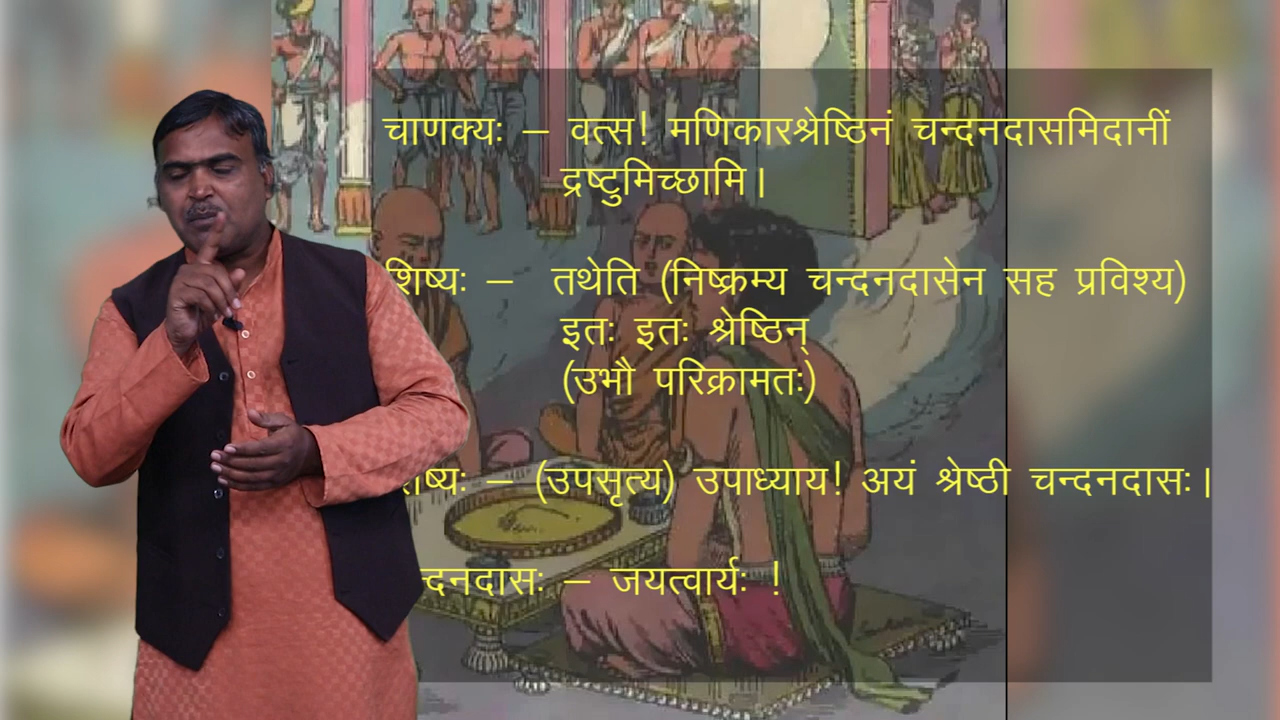 चाणक्यः – वत्स! मणिकारश्रेष्ठिनं चन्दनदासमिदानीं
द्रष्टुमिच्छामि।
शिष्यः – तथेति (निष्क्रम्य चन्दनदासेन सह प्रविश्य)
इतः इतः श्रेष्ठिन्
(उभौ परिक्रामतः)
– (उपसृत्य) उपाध्याय! अयं श्रेष्ठी चन्दनदासः।
– जयत्वार्यः !